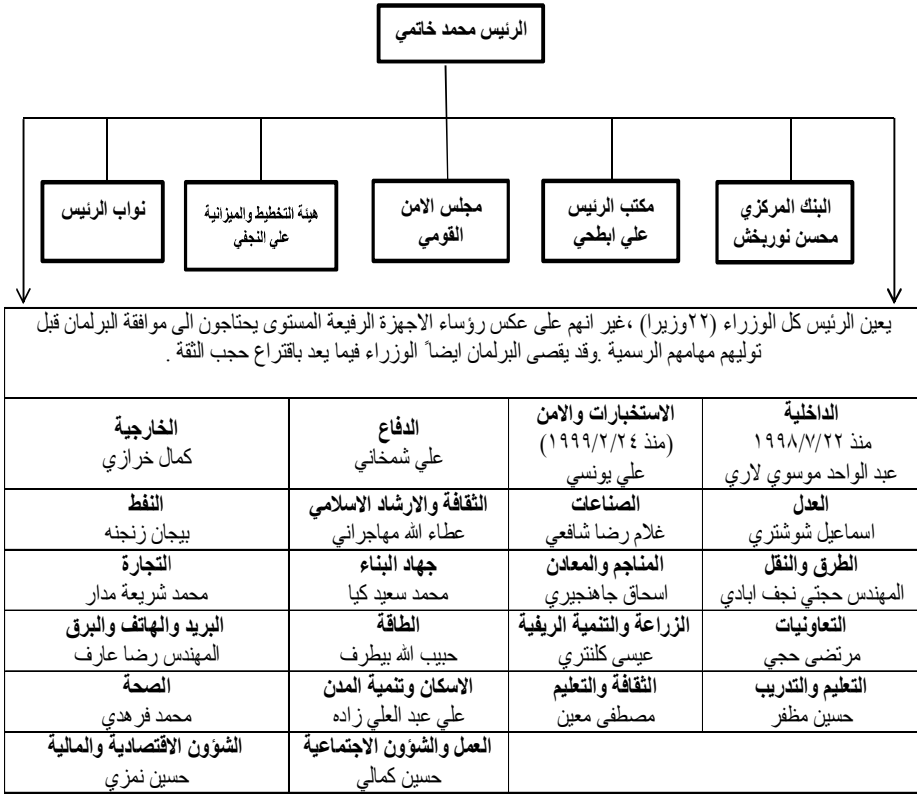 الرئيس محمد خاتمي
البنك المركزي
محسن نوربخش
مكتب الرئيس
علي ابطحي
مجلس الامن
القومي
هيئة التخطيط والميزانية
علي النجفي
نواب الرئيس
يعين الرئيس كل الوزراء (٢٢وزيرا) ،غير انهم على عكس رؤساء الاجهزة الرفيعة المستوى يحتاجون الى موافقة البرلمان قبل
توليهم مهامهم الرسمية .وقد يقصى البرلمان ايضاً الوزراء فيما يعد باقتراع حجب الثقة .
الداخلية
منذ ١٩٩٨/٧/٢٢
عبد الواحد موسوي لاري
الاستخبارات والامن
(منذ ١٩٩٩/٢/٢٤)
علي يونسي
الدفاع
علي شمخاني
الخارجية
كمال خرازي
العدل
اسماعيل شوشتري
الصناعات
غلام رضا شافعي
الثقافة والارشاد الاسلامي
عطاء الله مهاجراني
النفط
بيجان زنجنه
الطرق والنقل
المهندس حجتي نجف ابادي
المناجم والمعادن
اسحاق جاهنجيري
جهاد البناء
محمد سعيد كيا
التجارة
محمد شريعة مدار
التعاونيات
مرتضى حجي
الزراعة والتنمية الريفية
عيسى كلنتري
الطاقة
حبيب الله بيطرف
البريد والهاتف والبرق
المهندس رضا عارف
التعليم والتدريب
حسين مظفر
الثقافة والتعليم
مصطفى معين
الاسكان وتنمية المدن
علي عبد العلي زاده
الصحة
محمد فرهدي
العمل والشؤون الاجتماعية
حسين كمالي
الشؤون الاقتصادية والمالية
حسين نمزي